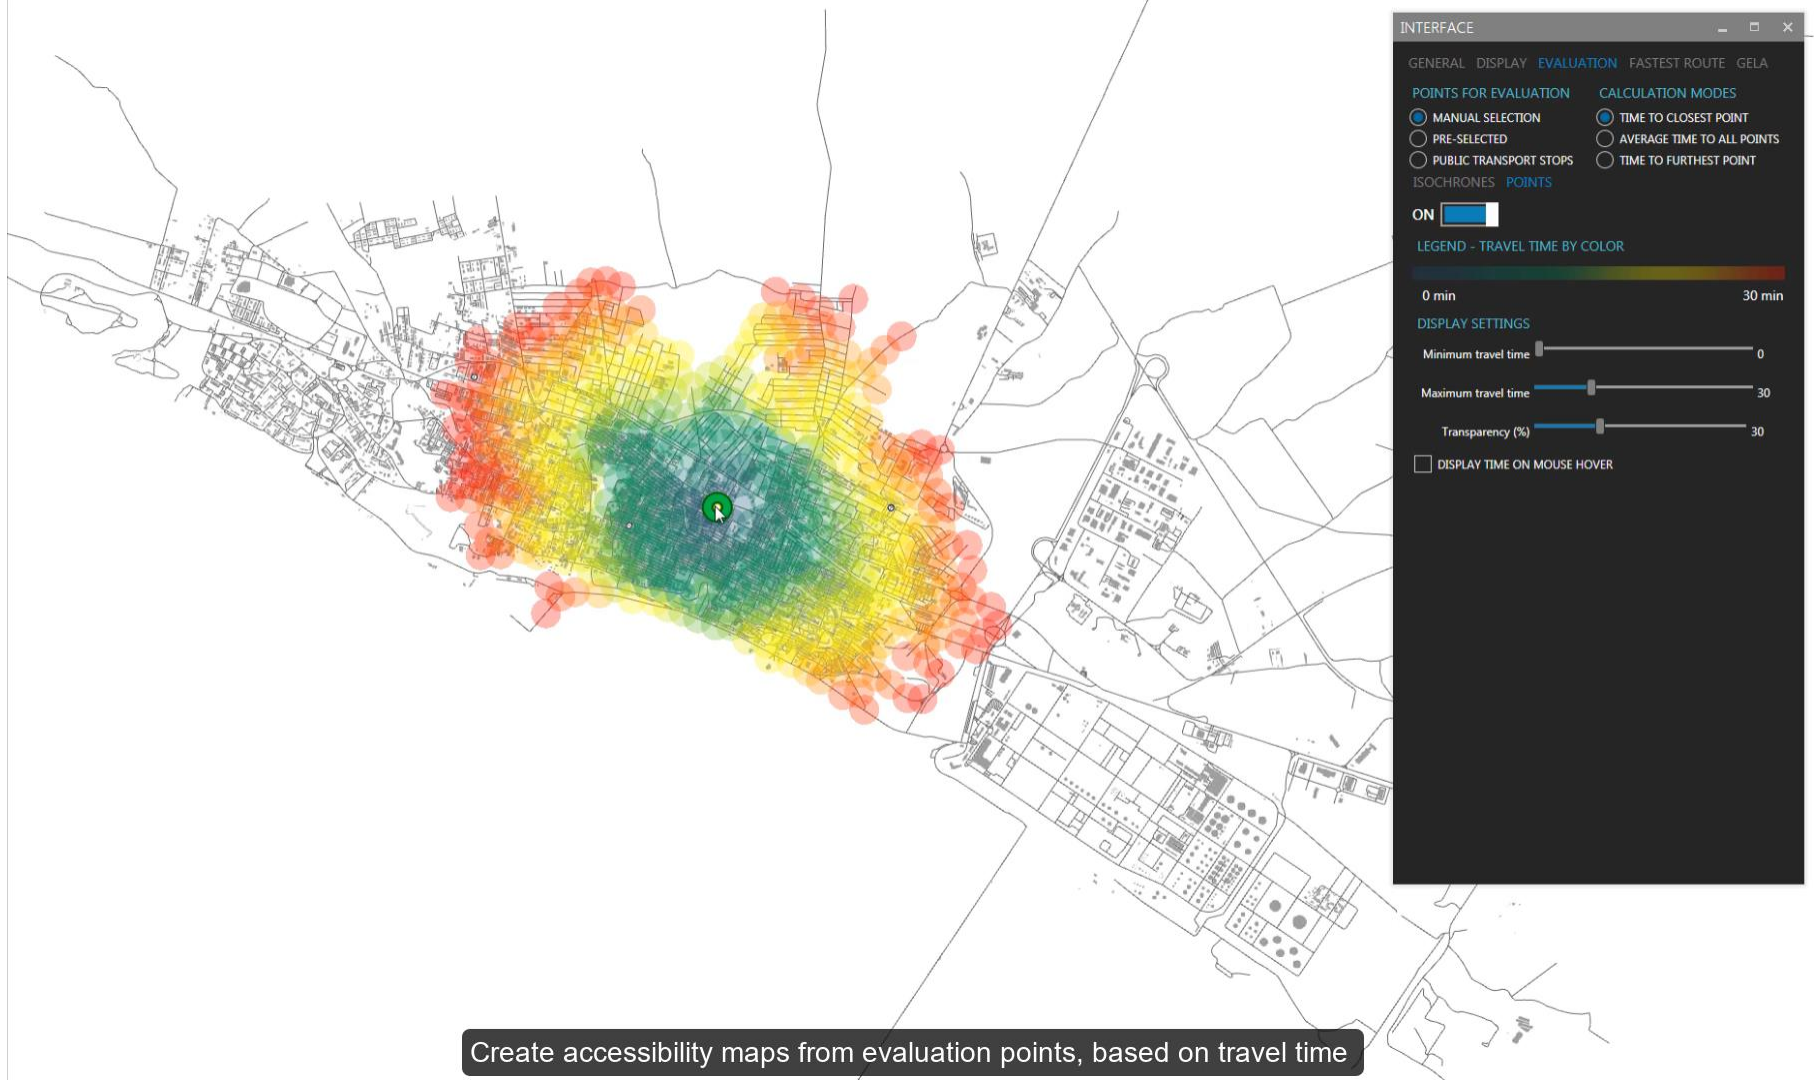 INTERFACE
GENERAL DISPLAY EVALUATION FASTEST ROUTE GELA
POINTS FOR EVALUATION CALCULATION MODES
MANUAL SELECTION TIME TO CLOSEST POINT
PRE-SELECTED AVERAGE TIME TO ALL POINTS
PUBLIC TRANSPORT STOPS TIME TO FURTHEST POINT
ISOCHRONES POINTS
ON
LEGEND - TRAVEL TIME BY COLOR
0 min 30 min
DISPLAY SETTINGS
Minimum travel time 0
Maximum travel time 30
Transparency (%) 30
DISPLAY TIME ON MOUSE HOVER
Create accessibility maps from evaluation points, based on travel time